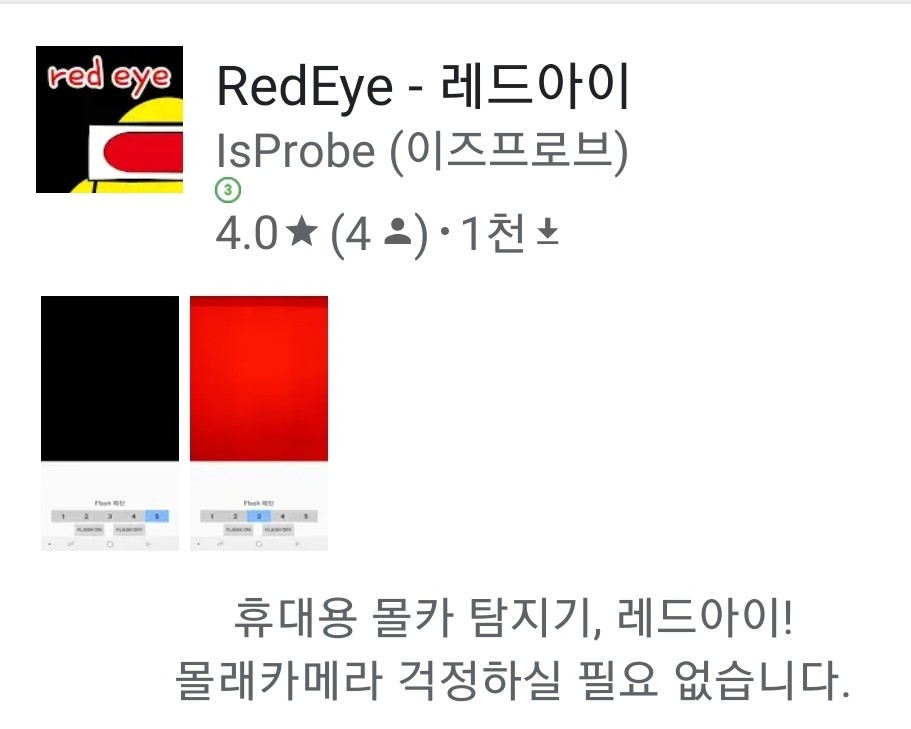 red eye
RedEye - 레드아이
IsProbe (이즈프로브)
3
4.0★ (4 ) • 1천
Flash 패턴
1 2 3 4 5
FLASH ON FLASH OFF
Flash 패턴
1 2 3 4 5
FLASH ON FLASH OFF
휴대용 몰카 탐지기, 레드아이!
몰래카메라 걱정하실 필요 없습니다.